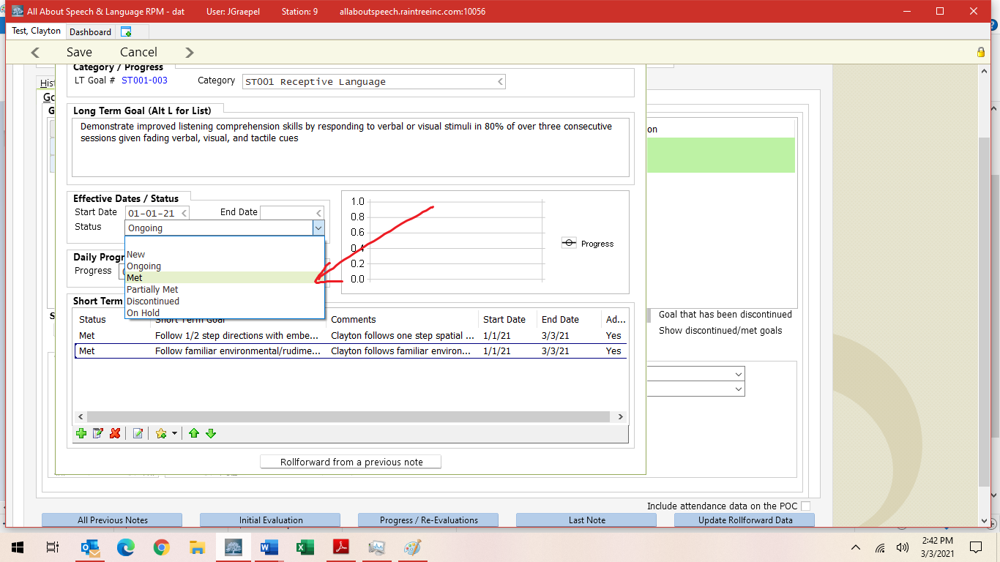 All About Speech & Language RPM - dat User: JGraepel Station: 9 allaboutspeech.raintreeinc.com:10056
Test, Clayton Dashboard
Save Cancel
Category / Progress
LT Goal # ST001-003 Category ST001 Receptive Language
Long Term Goal (Alt L for List)
Demonstrate improved listening comprehension skills by responding to verbal or visual stimuli in 80% of over three consecutive
sessions given fading verbal, visual, and tactile cues
on
Effective Dates / Status
Start Date 01-01-21 End Date
Status Ongoing
New
Ongoing
Met
Partially Met
Discontinued
On Hold
Daily Progr
Progress
1.0
0.8
0.6
0.4
0.2
0.0
Progress
Short Term
Status Short Term Goal Comments Start Date End Date Ad...
Met Follow 1/2 step directions with embe... Clayton follows one step spatial ... 1/1/21 3/3/21 Yes
Met Follow familiar environmental/rudime... Clayton follows familiar environ... 1/1/21 3/3/21 Yes
Goal that has been discontinued
Show discontinued/met goals
Rollforward from a previous note
Include attendance data on the POC
All Previous Notes Initial Evaluation Progress / Re-Evaluations Last Note Update Rollforward Data
2:42 PM
3/3/2021